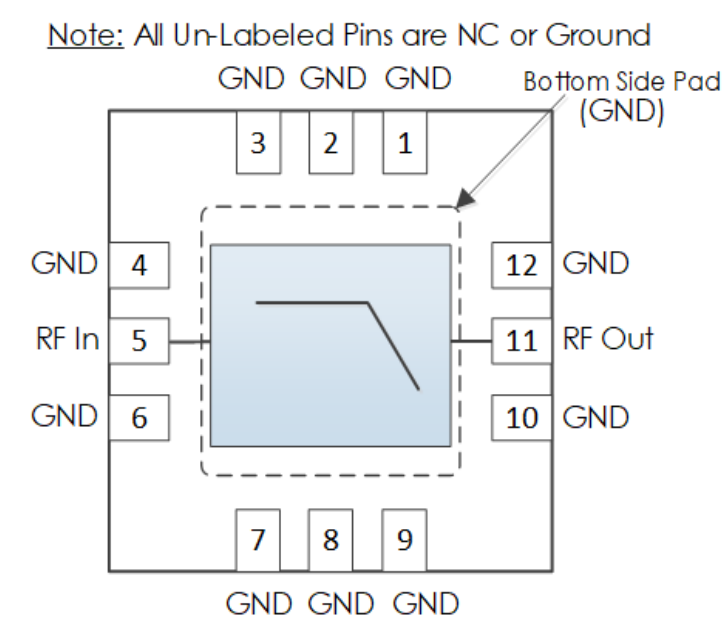 Note: All Un-Labeled Pins are NC or Ground
GND GND GND
Bottom Side Pad
(GND)
3 2 1
GND 4 12 GND
RF In 5 11 RF Out
GND 6 10 GND
7 8 9
GND GND GND